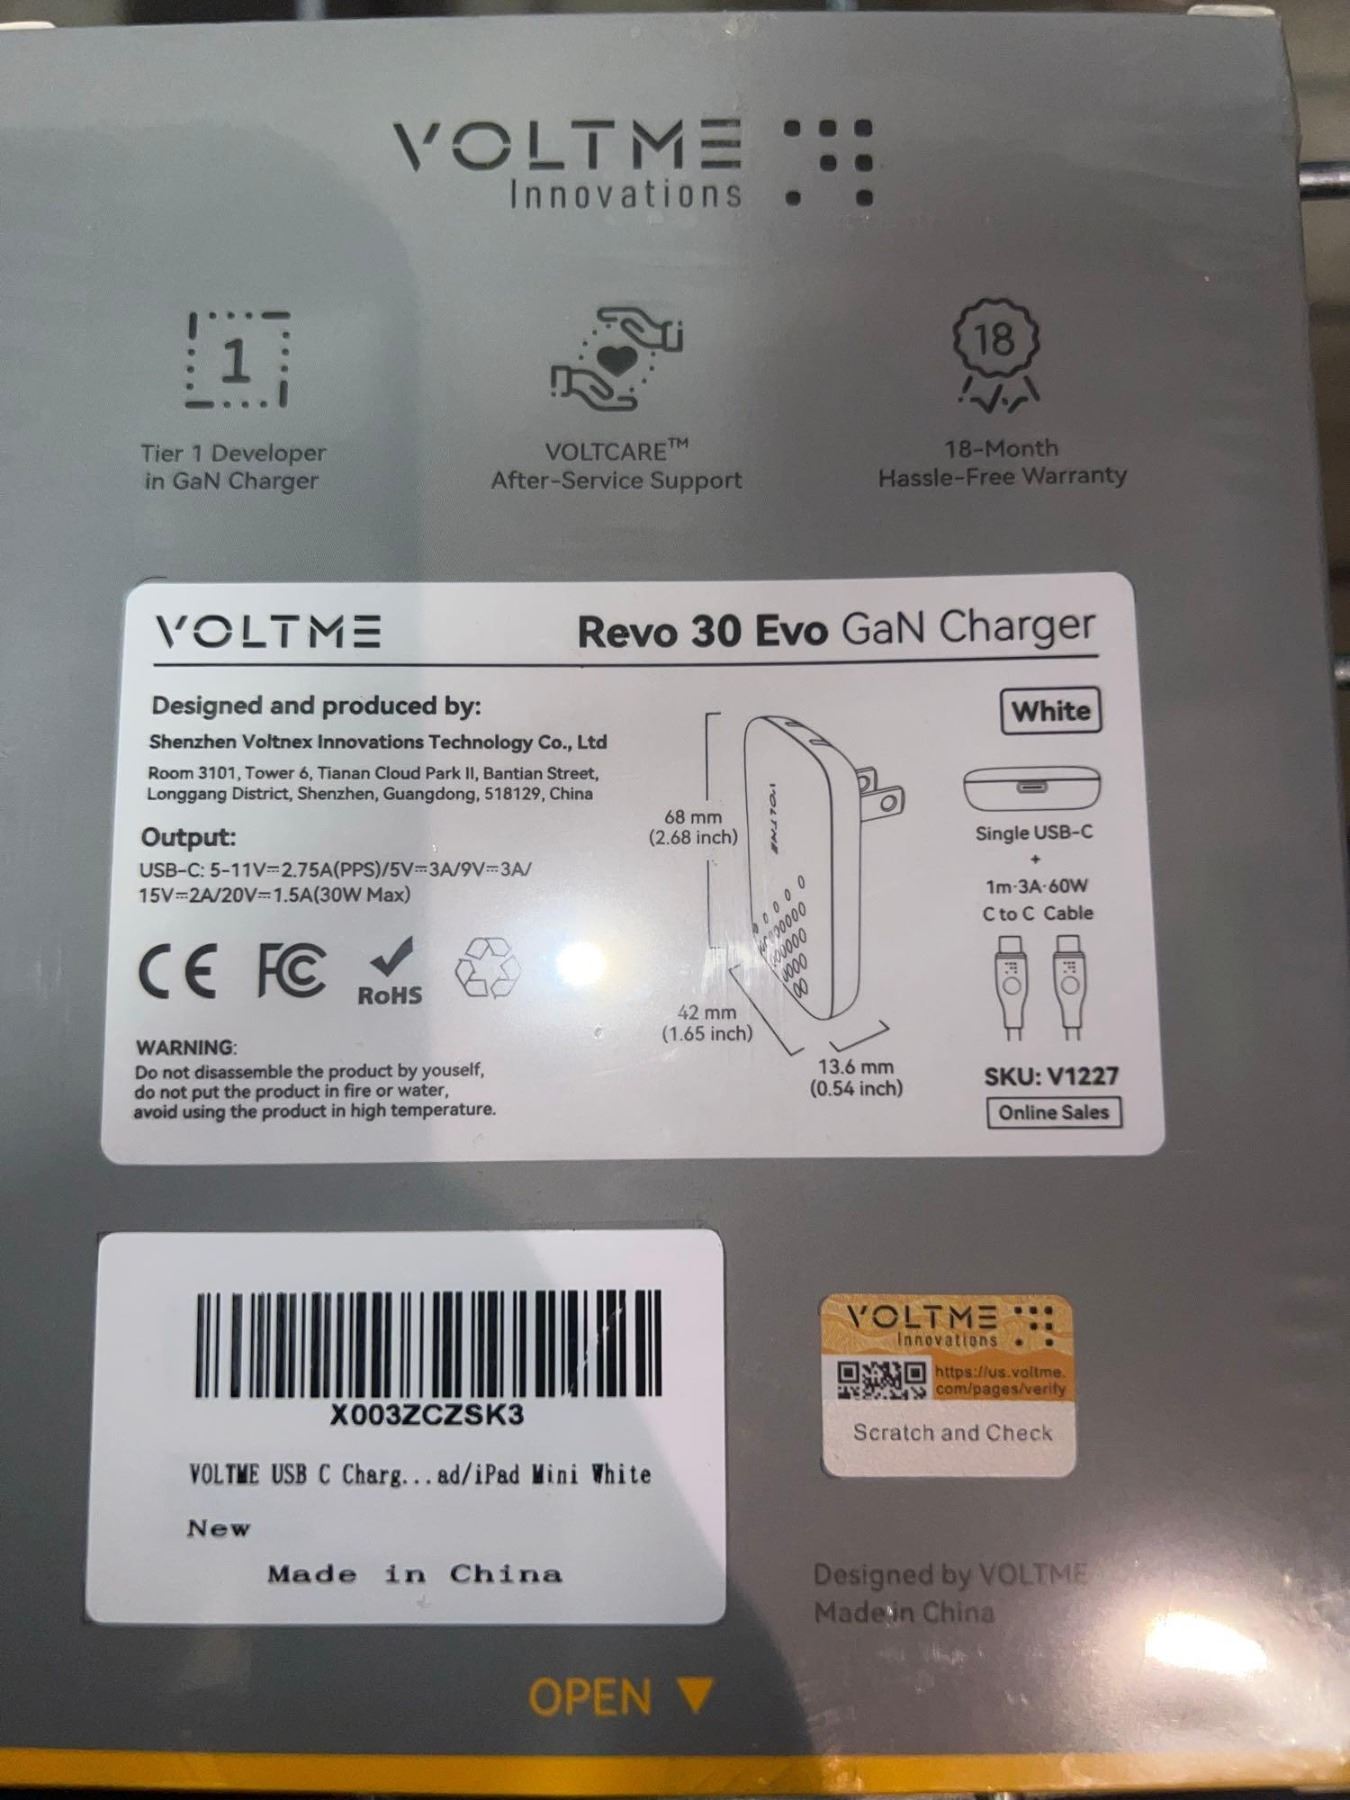 VOLTME
Innovations
1
Tier 1 Developer
in GaN Charger
VOLTCARE™
After-Service Support
18
18-Month
Hassle-Free Warranty
VOLTME
Revo 30 Evo GaN Charger
Designed and produced by:
Shenzhen Voltnex Innovations Technology Co., Ltd
Room 3101, Tower 6, Tianan Cloud Park II, Bantian Street,
Longgang District, Shenzhen, Guangdong, 518129, China
Output:
USB-C: 5-11V⎓2.75A(PPS)/5V⎓3A/9V⎓3A/
15V⎓2A/20V⎓1.5A(30W Max)
CE FC RoHS
WARNING:
Do not disassemble the product by youself,
do not put the product in fire or water,
avoid using the product in high temperature.
VOLTME
68 mm
(2.68 inch)
42 mm
(1.65 inch)
13.6 mm
(0.54 inch)
White
Single USB-C
+
1m·3A·60W
C to C Cable
SKU: V1227
Online Sales
X003ZCZSK3
VOLTME USB C Charg...ad/iPad Mini White
New
Made in China
VOLTME
Innovations
https://us.voltme.
com/pages/verify
Scratch and Check
Designed by VOLTME
Made in China
OPEN